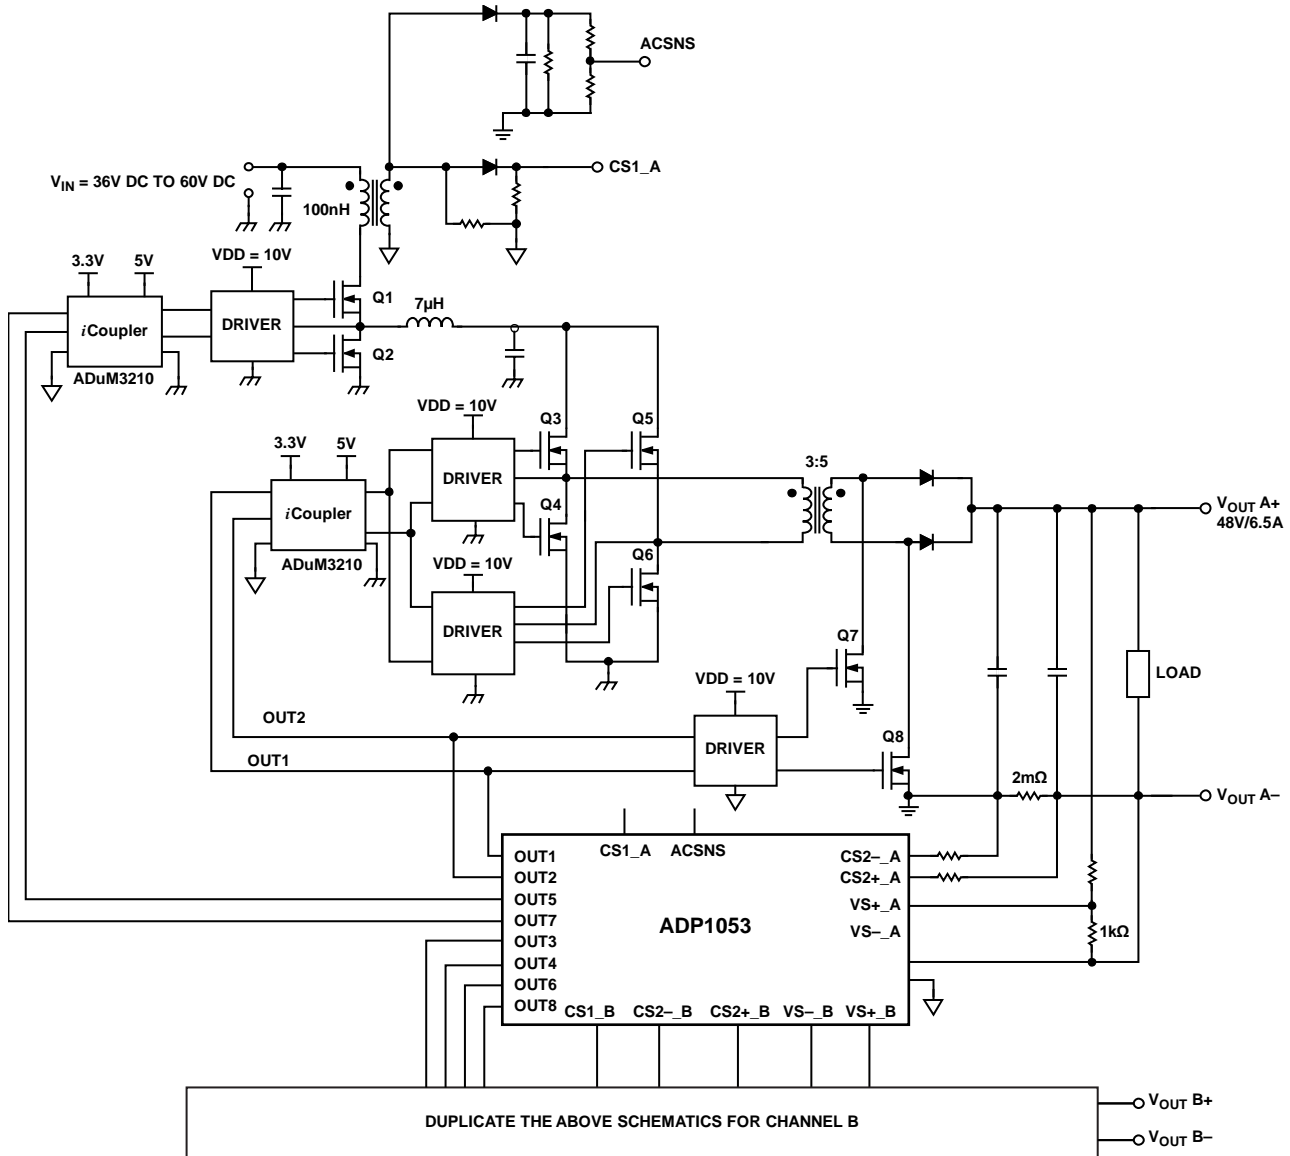 ACSNS
CS1_A
V_IN = 36V DC TO 60V DC
100nH
VDD = 10V
3.3V
5V
Q1
7µH
iCoupler
DRIVER
Q2
ADuM3210
VDD = 10V
Q3
Q5
3.3V
5V
3:5
DRIVER
Q4
iCoupler
V_OUT A+
48V/6.5A
ADuM3210
VDD = 10V
Q6
DRIVER
Q7
LOAD
VDD = 10V
OUT2
Q8
DRIVER
OUT1
2mΩ
V_OUT A–
CS1_A
ACSNS
OUT1
CS2–_A
OUT2
CS2+_A
OUT5
VS+_A
OUT7
ADP1053
VS–_A
1kΩ
OUT3
OUT4
OUT6
OUT8
CS1_B
CS2–_B
CS2+_B
VS–_B
VS+_B
DUPLICATE THE ABOVE SCHEMATICS FOR CHANNEL B
V_OUT B+
V_OUT B–